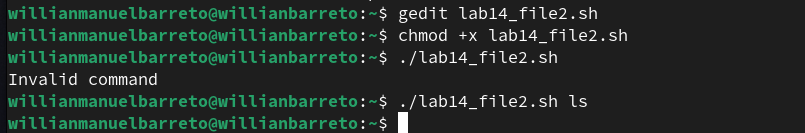 willianmanuelbarreto@willianbarreto:~$ gedit lab14_file2.sh
willianmanuelbarreto@willianbarreto:~$ chmod +x lab14_file2.sh
willianmanuelbarreto@willianbarreto:~$ ./lab14_file2.sh
Invalid command
willianmanuelbarreto@willianbarreto:~$ ./lab14_file2.sh ls
willianmanuelbarreto@willianbarreto:~$